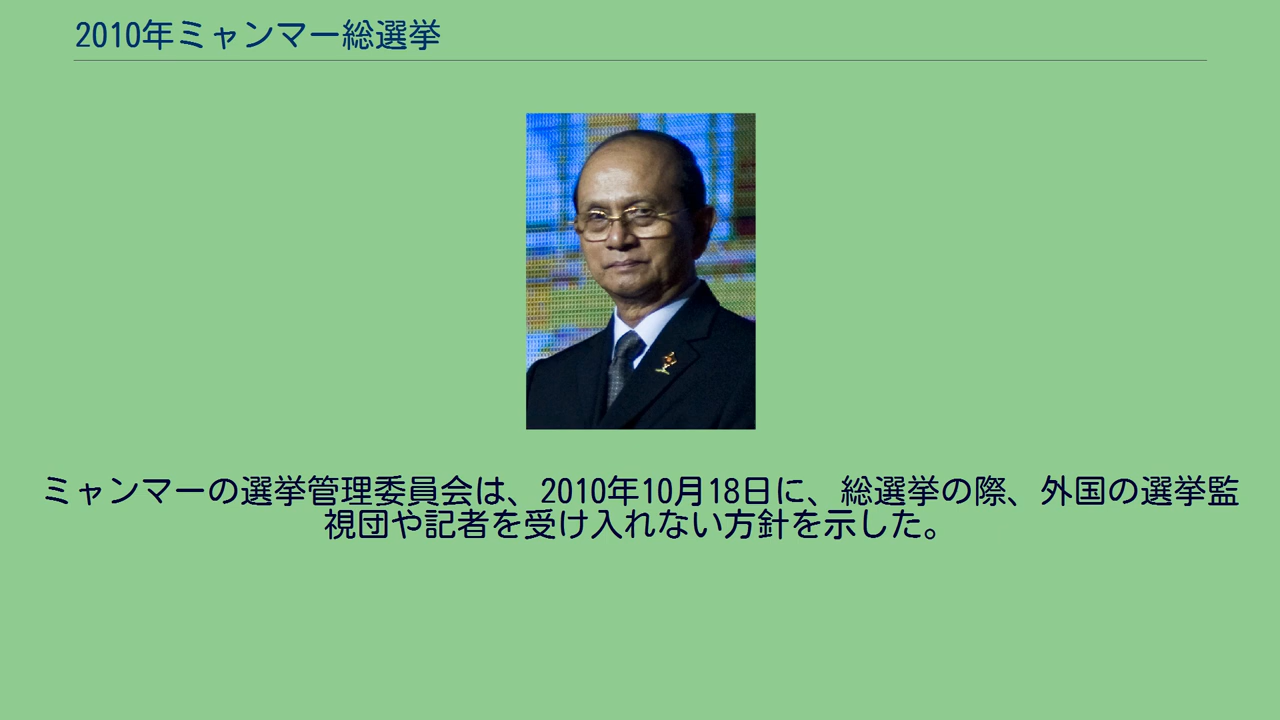 2010年ミャンマー総選挙
ミャンマーの選挙管理委員会は、2010年10月18日に、総選挙の際、外国の選挙監
視団や記者を受け入れない方針を示した。